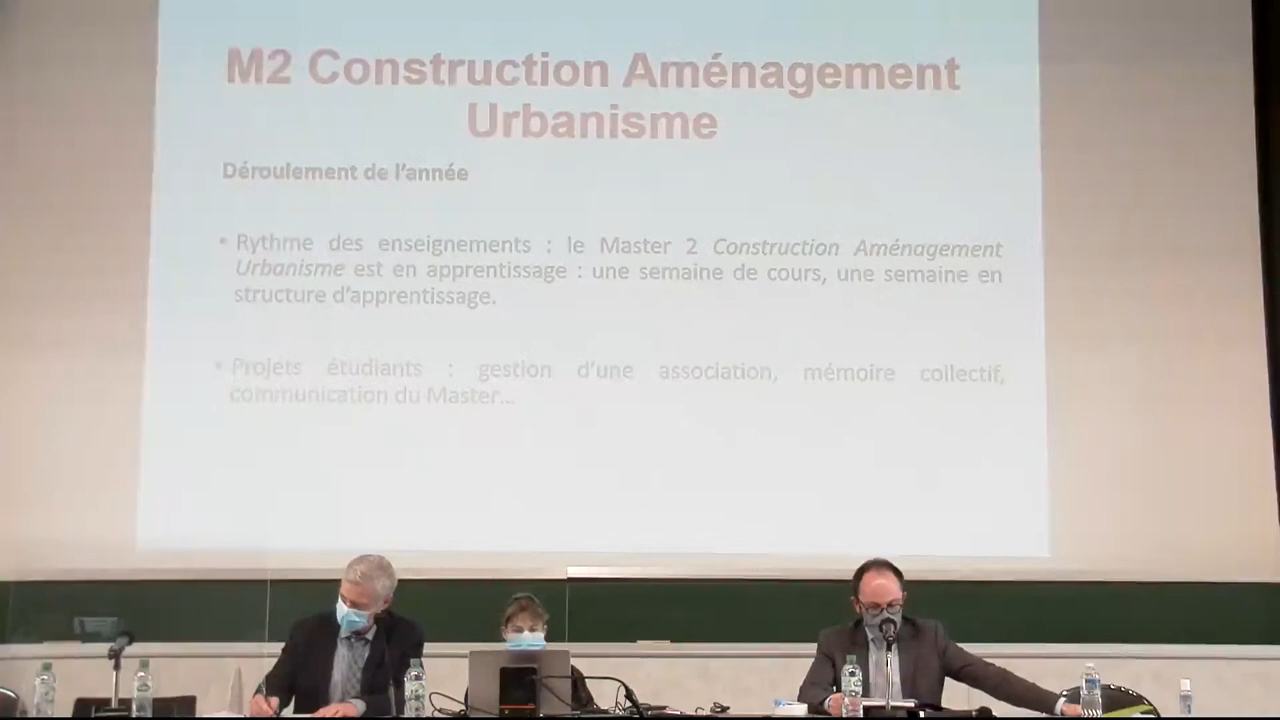 M2 Construction Aménagement
Urbanisme
Déroulement de l'année
• Rythme des enseignements : le Master 2 Construction Aménagement
Urbanisme est en apprentissage : une semaine de cours, une semaine en
structure d'apprentissage.
• Projets étudiants : gestion d'une association, mémoire collectif,
communication du Master...